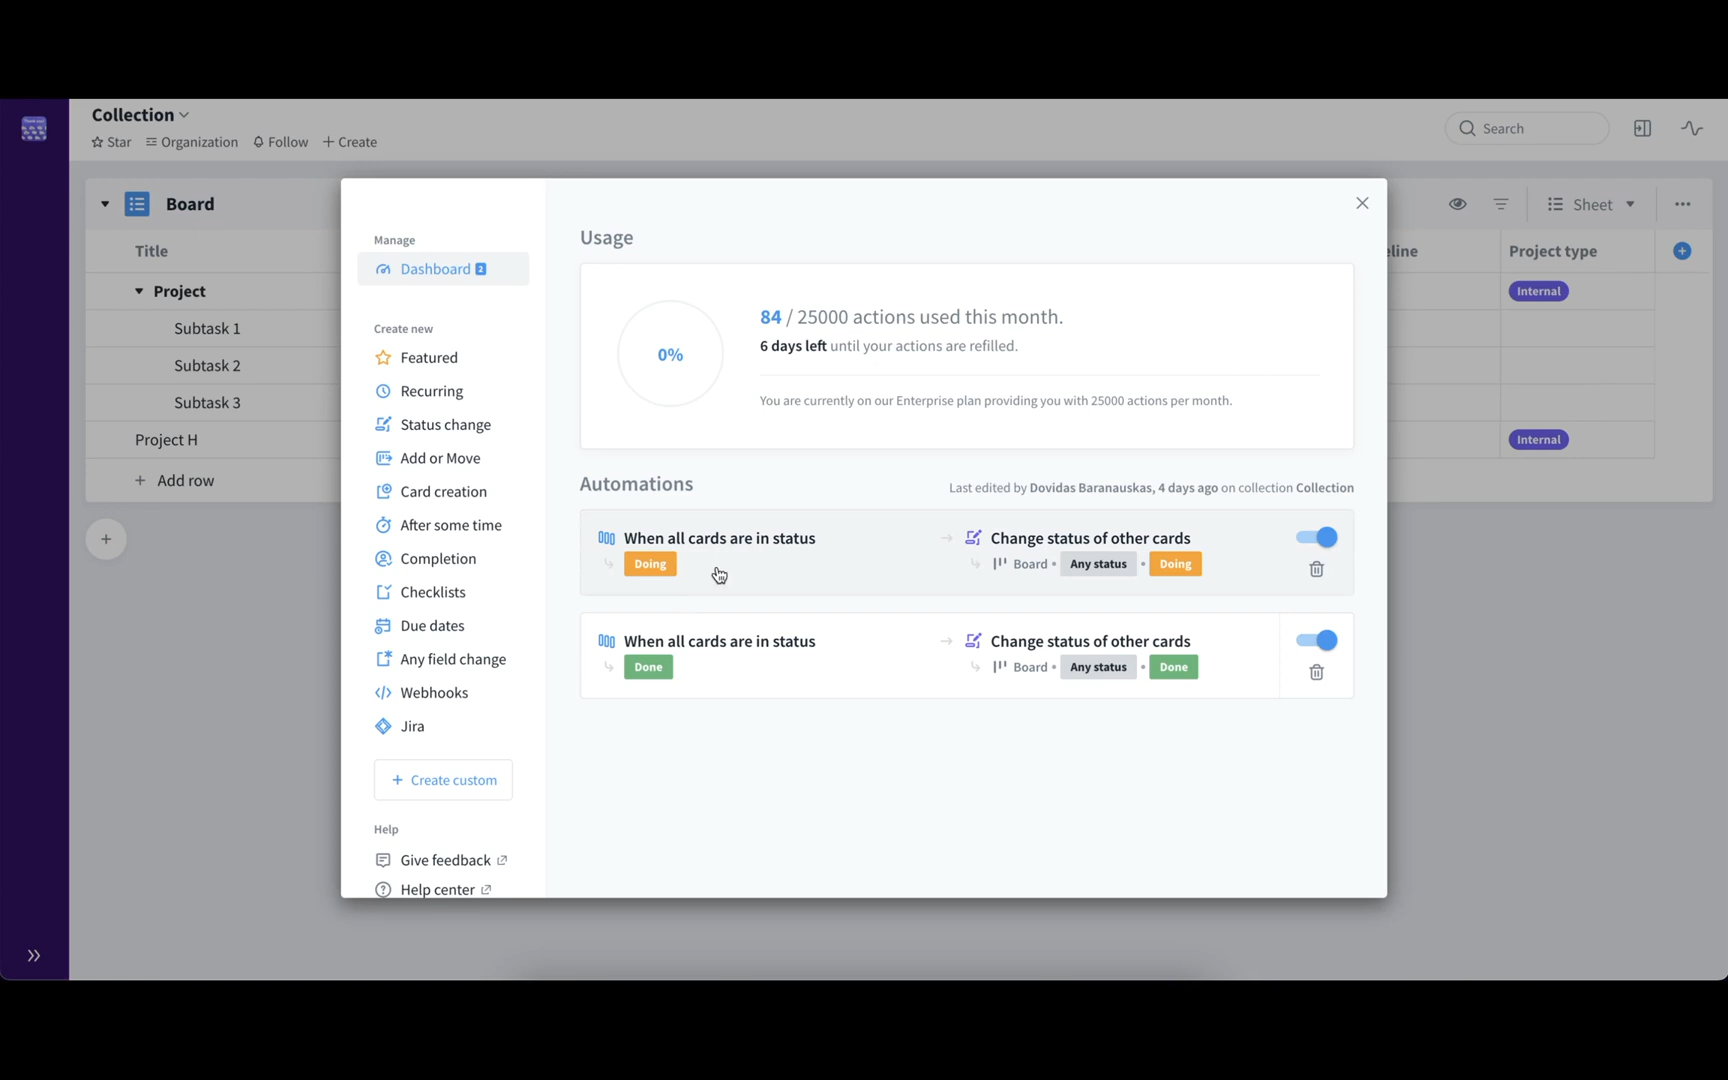 Collection
Star Organization Follow + Create
Search
Board
Sheet
Title
eline
Project type
Project
Internal
Subtask 1
Subtask 2
Subtask 3
Project H
Internal
+ Add row
+
Manage
Dashboard 2
Create new
Featured
Recurring
Status change
Add or Move
Card creation
After some time
Completion
Checklists
Due dates
Any field change
Webhooks
Jira
+ Create custom
Help
Give feedback
Help center
Usage
0%
84 / 25000 actions used this month.
6 days left until your actions are refilled.
You are currently on our Enterprise plan providing you with 25000 actions per month.
Automations
Last edited by Dovidas Baranauskas, 4 days ago on collection Collection
When all cards are in status → Change status of other cards
Doing Board • Any status • Doing
When all cards are in status → Change status of other cards
Done Board • Any status • Done